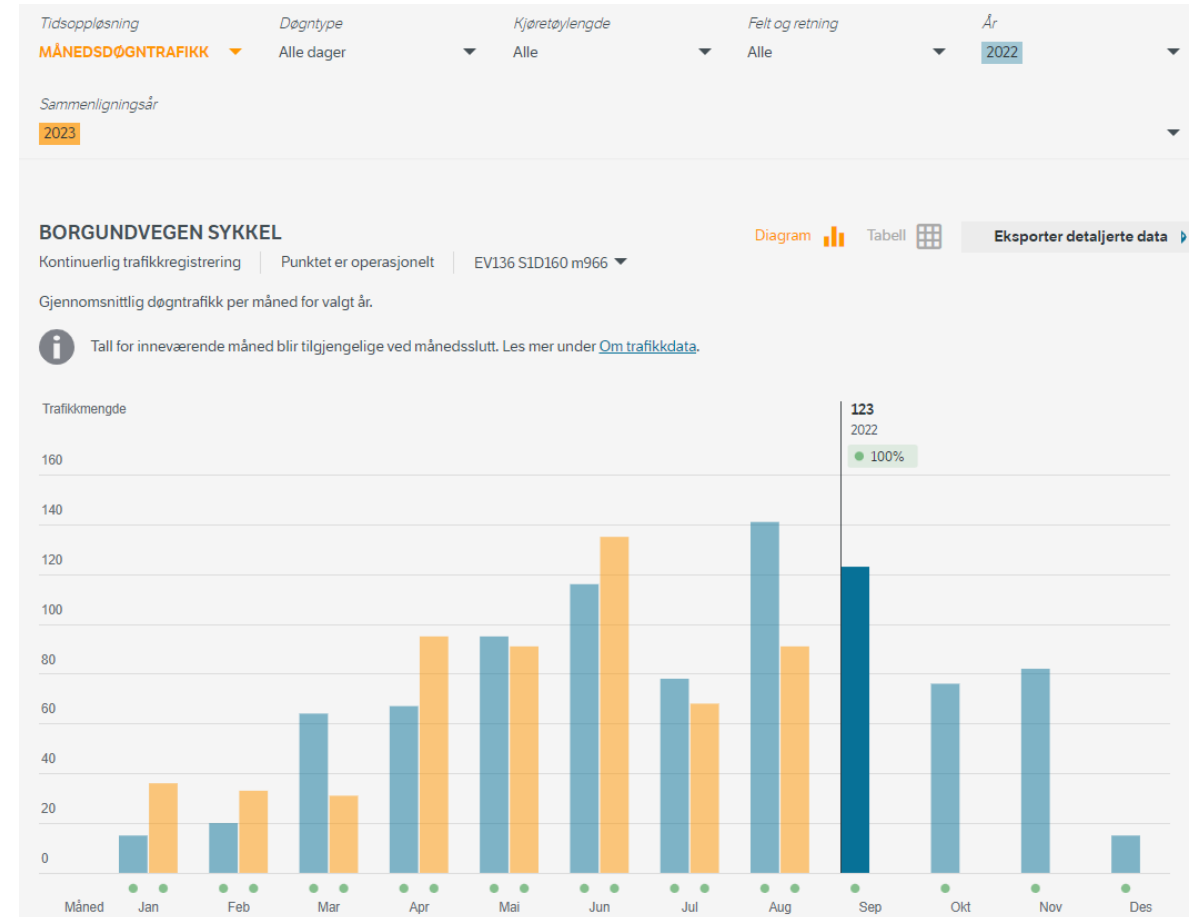 Tidsoppløsning Døgntype Kjøretøylengde Felt og retning År
MÅNEDSDØGNTRAFIKK Alle dager Alle Alle 2022
Sammenligningsår
2023
BORGUNDVEGEN SYKKEL Diagram Tabell Eksporter detaljerte data
Kontinuerlig trafikkregistrering Punktet er operasjonelt EV136 S1D160 m966
Gjennomsnittlig døgntrafikk per måned for valgt år.
Tall for inneværende måned blir tilgjengelige ved månedsslutt. Les mer under Om trafikkdata.
Trafikkmengde 123
2022
160 100%
140
120
100
80
60
40
20
0
Måned Jan Feb Mar Apr Mai Jun Jul Aug Sep Okt Nov Des